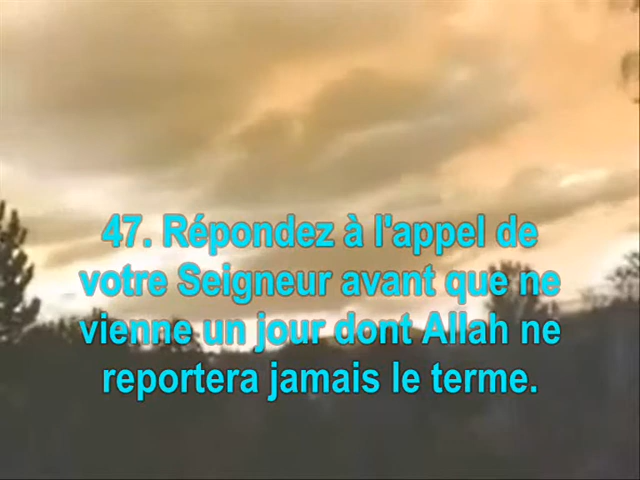 47. Répondez à l'appel de
votre Seigneur avant que ne
vienne un jour dont Allah ne
reportera jamais le terme.